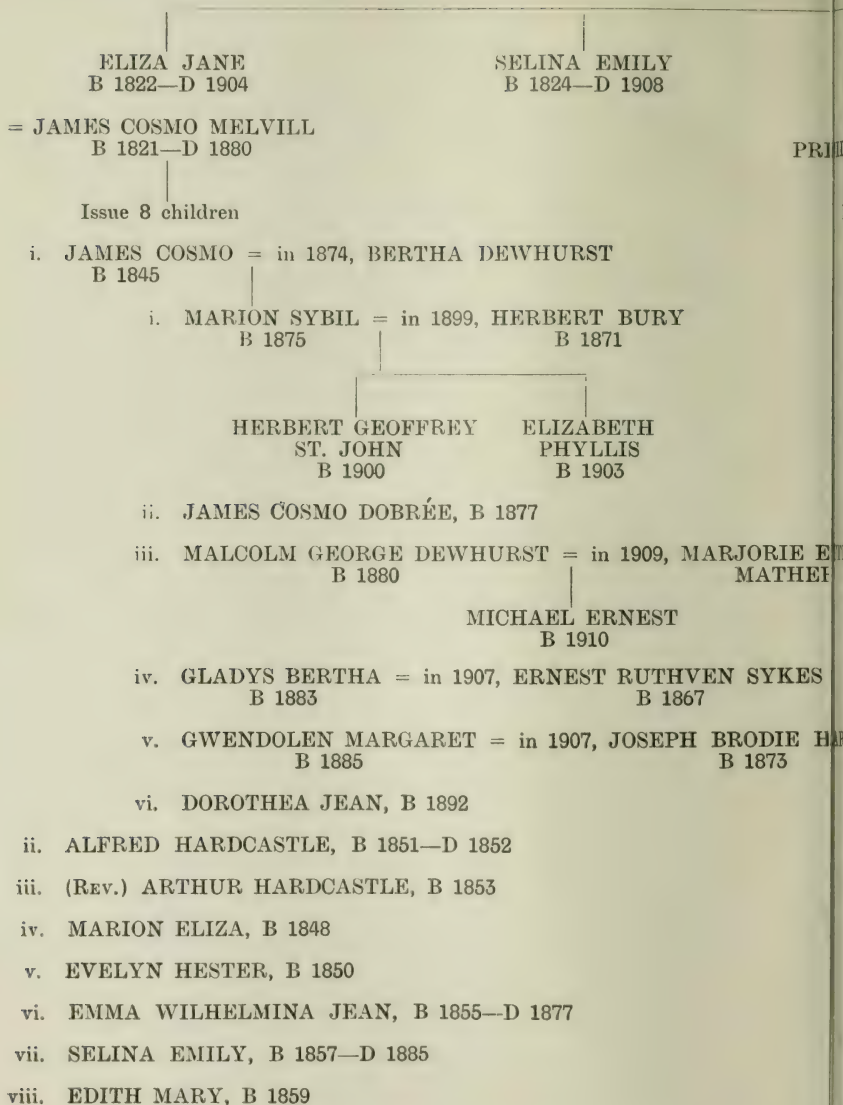 ELIZA JANE
B 1822—D 1904
SELINA EMILY
B 1824—D 1908
= JAMES COSMO MELVILL
B 1821—D 1880
Issue 8 children
i. JAMES COSMO = in 1874, BERTHA DEWHURST
B 1845
i. MARION SYBIL = in 1899, HERBERT BURY
B 1875 B 1871
HERBERT GEOFFREY ELIZABETH
ST. JOHN PHYLLIS
B 1900 B 1903
ii. JAMES COSMO DOBRÉE, B 1877
iii. MALCOLM GEORGE DEWHURST = in 1909, MARJORIE
B 1880
MICHAEL ERNEST
B 1910
iv. GLADYS BERTHA = in 1907, ERNEST RUTHVEN SYKES
B 1883 B 1867
v. GWENDOLEN MARGARET = in 1907, JOSEPH BRODIE
B 1885 B 1873
vi. DOROTHEA JEAN, B 1892
ii. ALFRED HARDCASTLE, B 1851—D 1852
iii. (REV.) ARTHUR HARDCASTLE, B 1853
iv. MARION ELIZA, B 1848
v. EVELYN HESTER, B 1850
vi. EMMA WILHELMINA JEAN, B 1855—D 1877
vii. SELINA EMILY, B 1857—D 1885
viii. EDITH MARY, B 1859